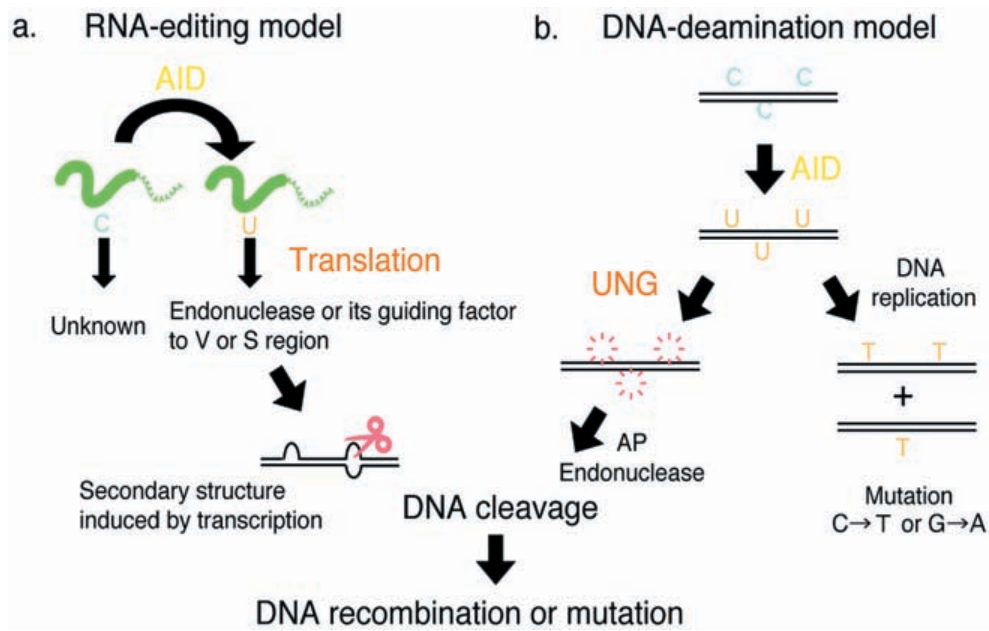 a. RNA-editing model
AID
C
U
Translation
Unknown
Endonuclease or its guiding factor
to V or S region
Secondary structure
induced by transcription
b. DNA-deamination model
C C
C
AID
U U
U
UNG
DNA
replication
T T
+
T
AP
Endonuclease
Mutation
C→T or G→A
DNA cleavage
DNA recombination or mutation